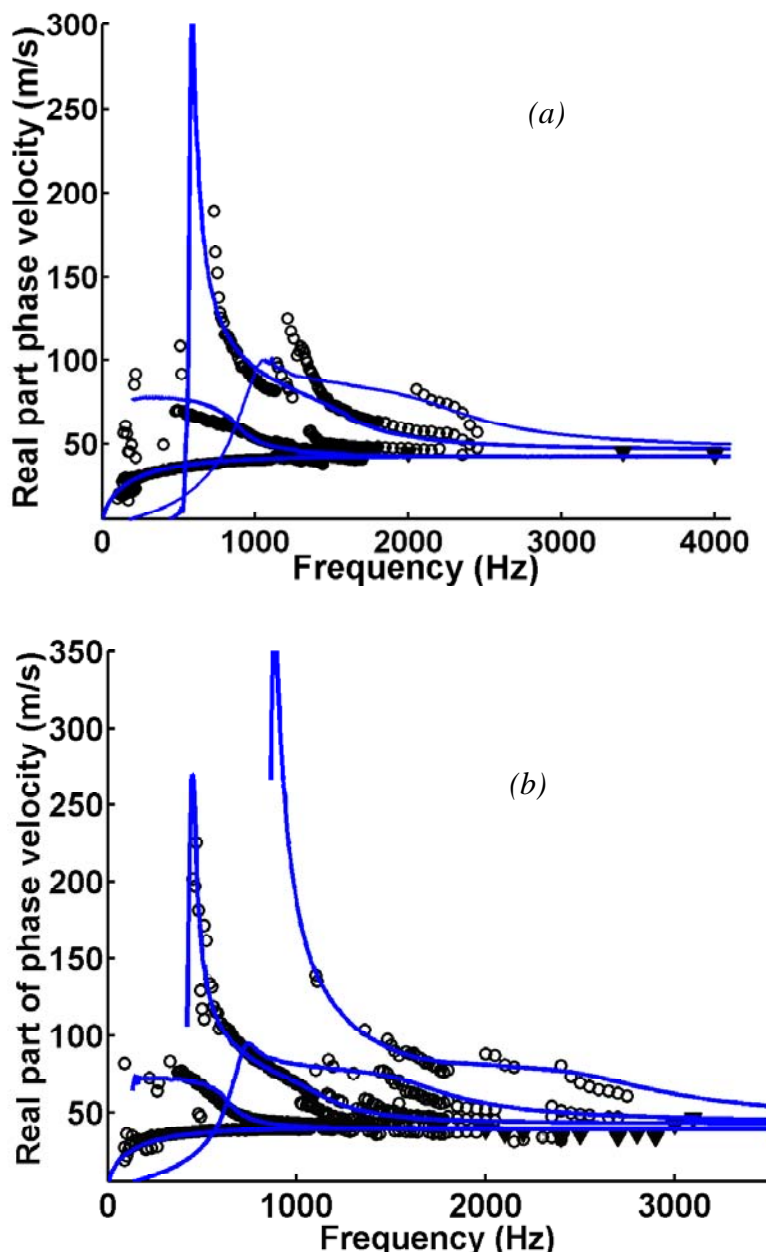 300
250
200
150
100
50
Real part phase velocity (m/s)
(a)
0 1000 2000 3000 4000
Frequency (Hz)
350
300
250
200
150
100
50
Real part of phase velocity (m/s)
(b)
0 1000 2000 3000
Frequency (Hz)